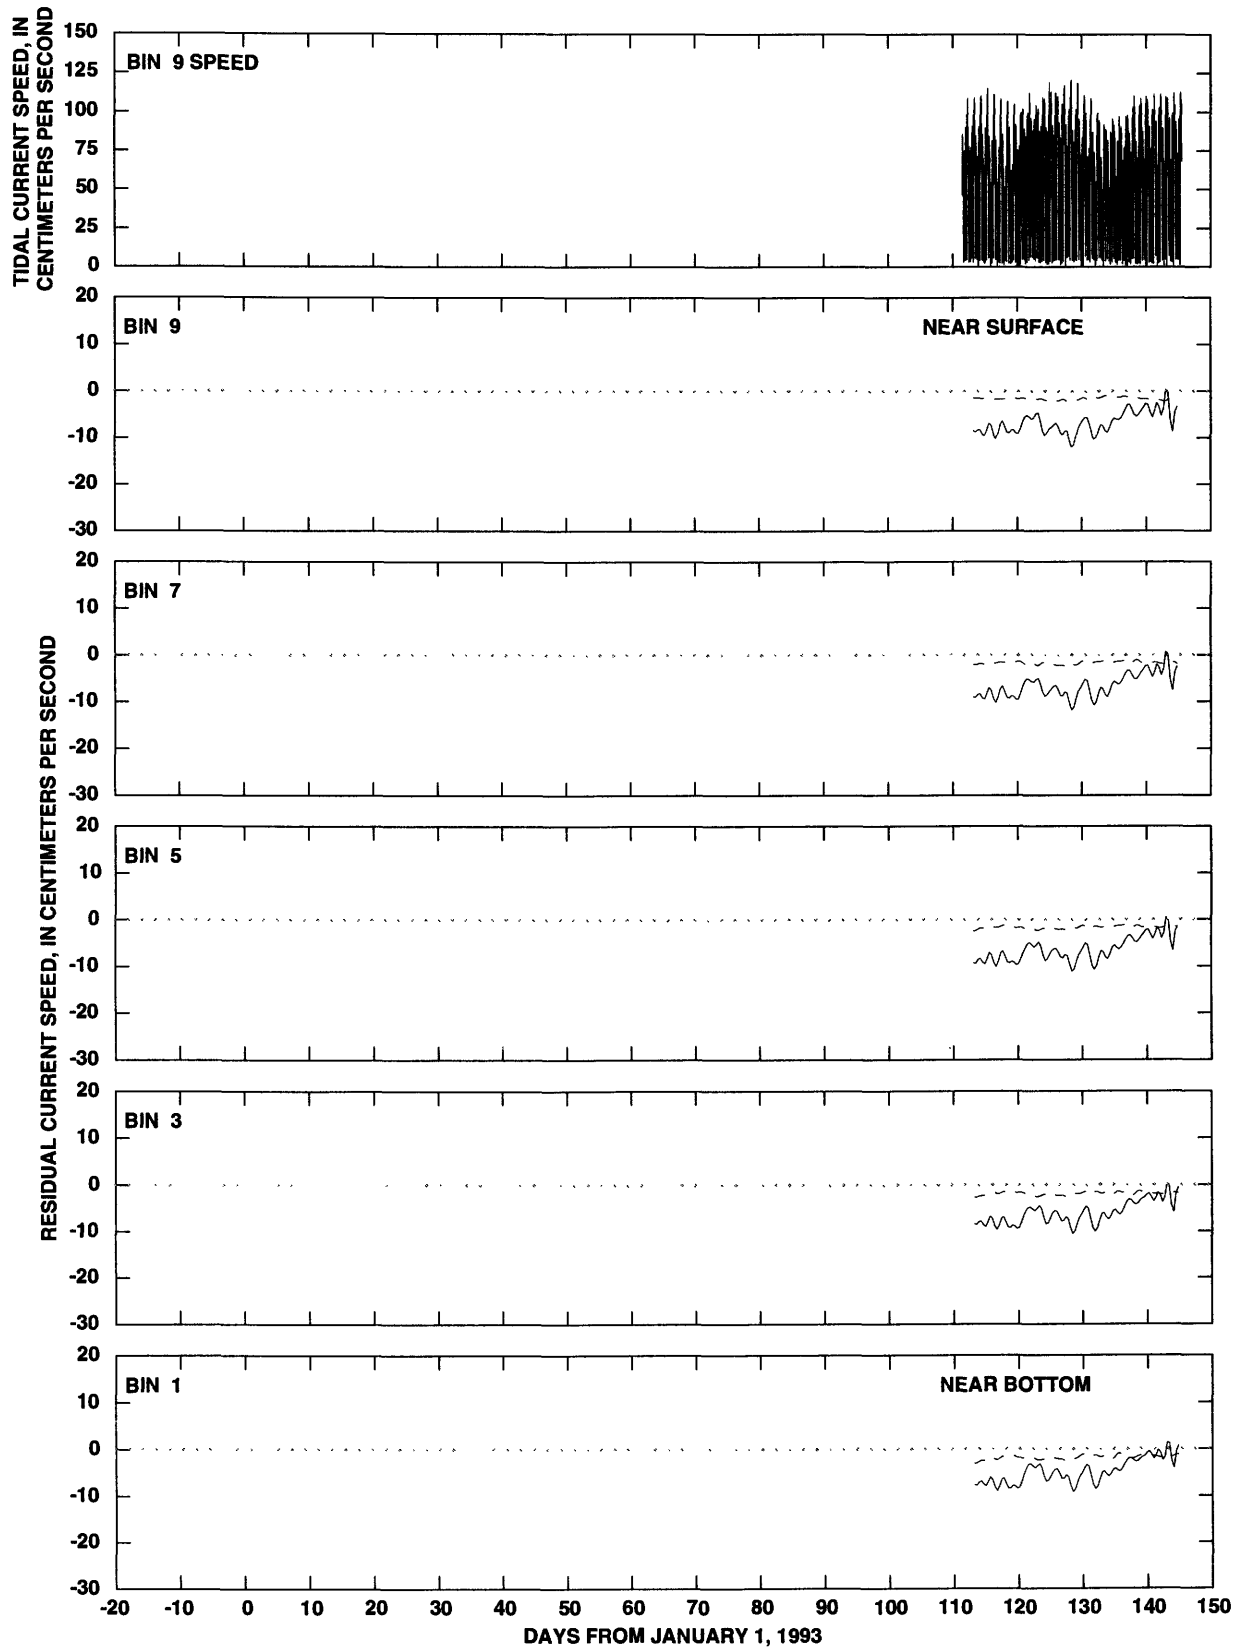 TIDAL CURRENT SPEED, IN
CENTIMETERS PER SECOND
150
125
100
75
50
25
0
BIN 9 SPEED
RESIDUAL CURRENT SPEED, IN CENTIMETERS PER SECOND
20
10
0
-10
-20
-30
BIN 9
NEAR SURFACE
20
10
0
-10
-20
-30
BIN 7
20
10
0
-10
-20
-30
BIN 5
20
10
0
-10
-20
-30
BIN 3
20
10
0
-10
-20
-30
BIN 1
NEAR BOTTOM
-20 -10 0 10 20 30 40 50 60 70 80 90 100 110 120 130 140 150
DAYS FROM JANUARY 1, 1993